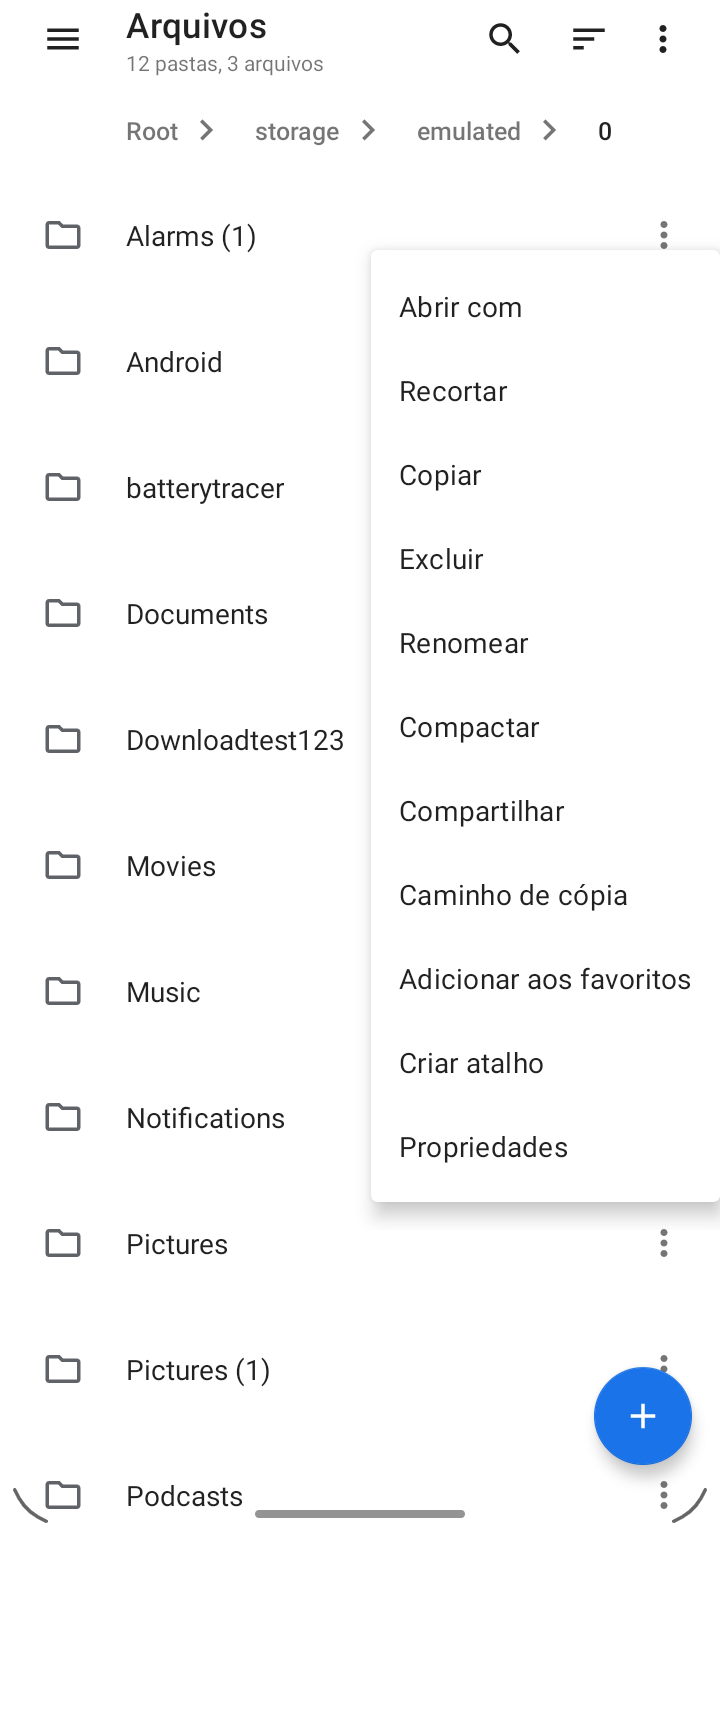 Arquivos
12 pastas, 3 arquivos
Root > storage > emulated > 0
Alarms (1)
Abrir com
Android
Recortar
Copiar
batterytracer
Excluir
Documents
Renomear
Compactar
Downloadtest123
Compartilhar
Movies
Caminho de cópia
Adicionar aos favoritos
Music
Criar atalho
Notifications
Propriedades
Pictures
Pictures (1)
Podcasts